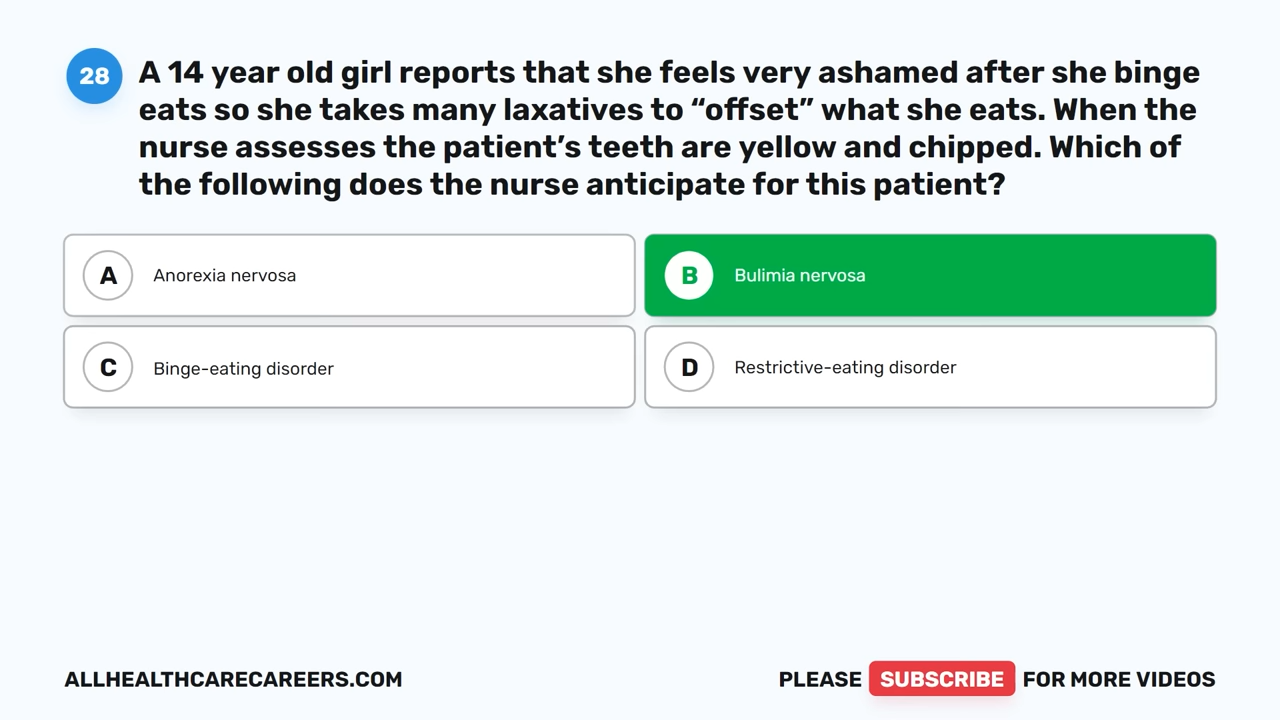 28
A 14 year old girl reports that she feels very ashamed after she binge
eats so she takes many laxatives to “offset” what she eats. When the
nurse assesses the patient’s teeth are yellow and chipped. Which of
the following does the nurse anticipate for this patient?
A Anorexia nervosa
B Bulimia nervosa
C Binge-eating disorder
D Restrictive-eating disorder
ALLHEALTHCARECAREERS.COM
PLEASE SUBSCRIBE FOR MORE VIDEOS